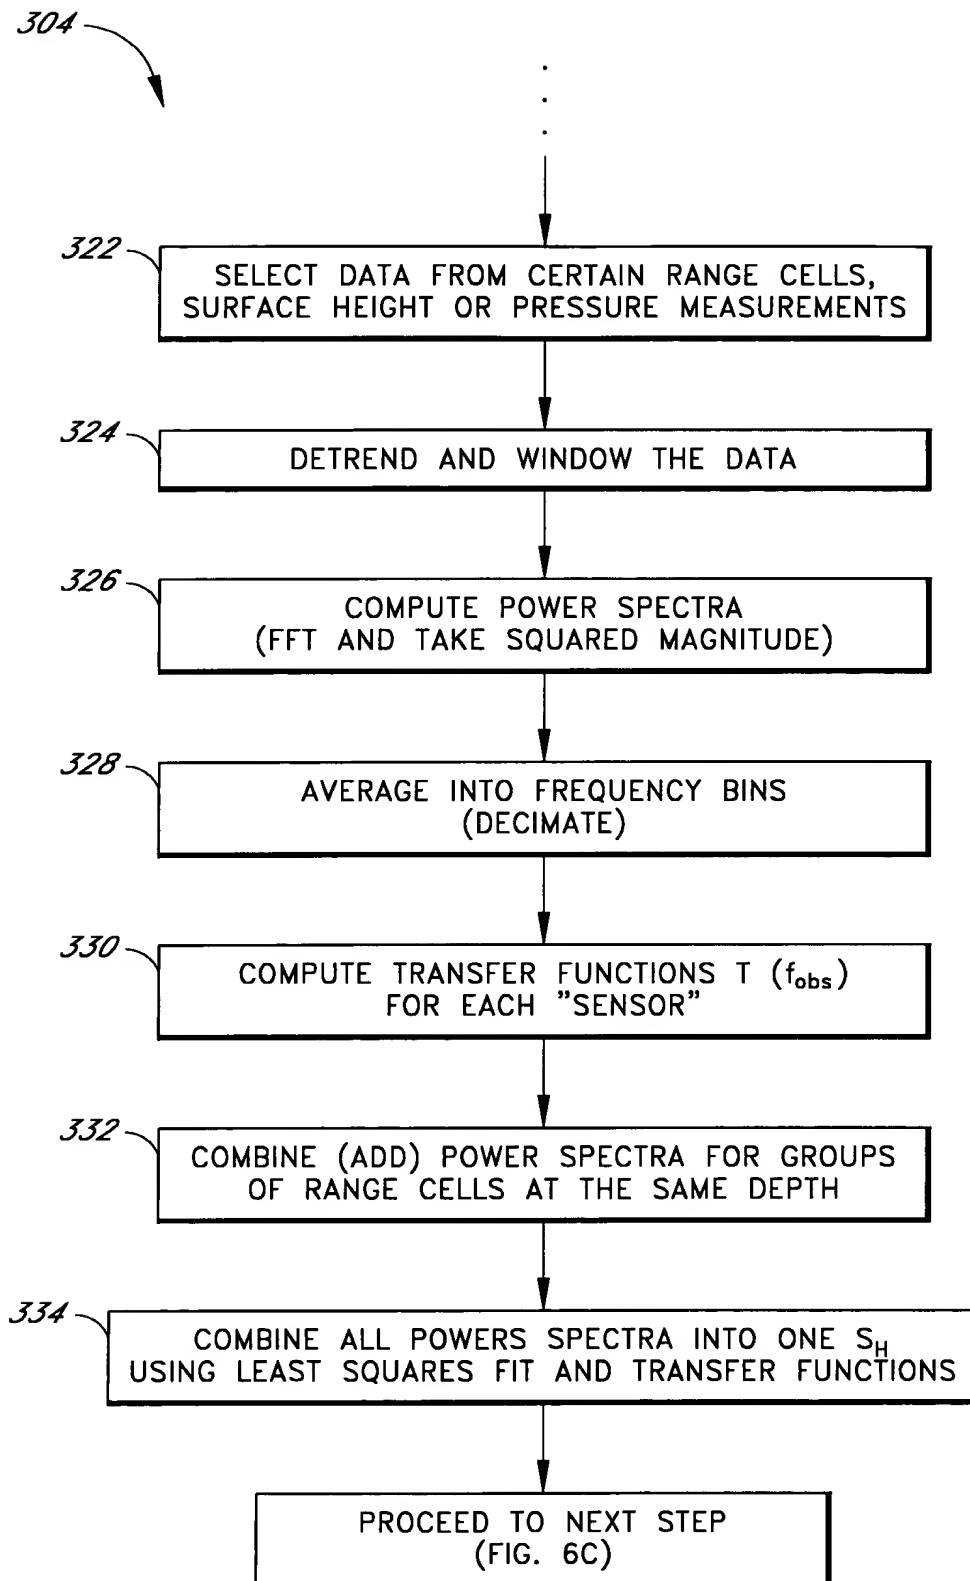 304
322
SELECT DATA FROM CERTAIN RANGE CELLS,
SURFACE HEIGHT OR PRESSURE MEASUREMENTS
324
DETREND AND WINDOW THE DATA
326
COMPUTE POWER SPECTRA
(FFT AND TAKE SQUARED MAGNITUDE)
328
AVERAGE INTO FREQUENCY BINS
(DECIMATE)
330
COMPUTE TRANSFER FUNCTIONS T (fobs)
FOR EACH "SENSOR"
332
COMBINE (ADD) POWER SPECTRA FOR GROUPS
OF RANGE CELLS AT THE SAME DEPTH
334
COMBINE ALL POWERS SPECTRA INTO ONE SH
USING LEAST SQUARES FIT AND TRANSFER FUNCTIONS
PROCEED TO NEXT STEP
(FIG. 6C)